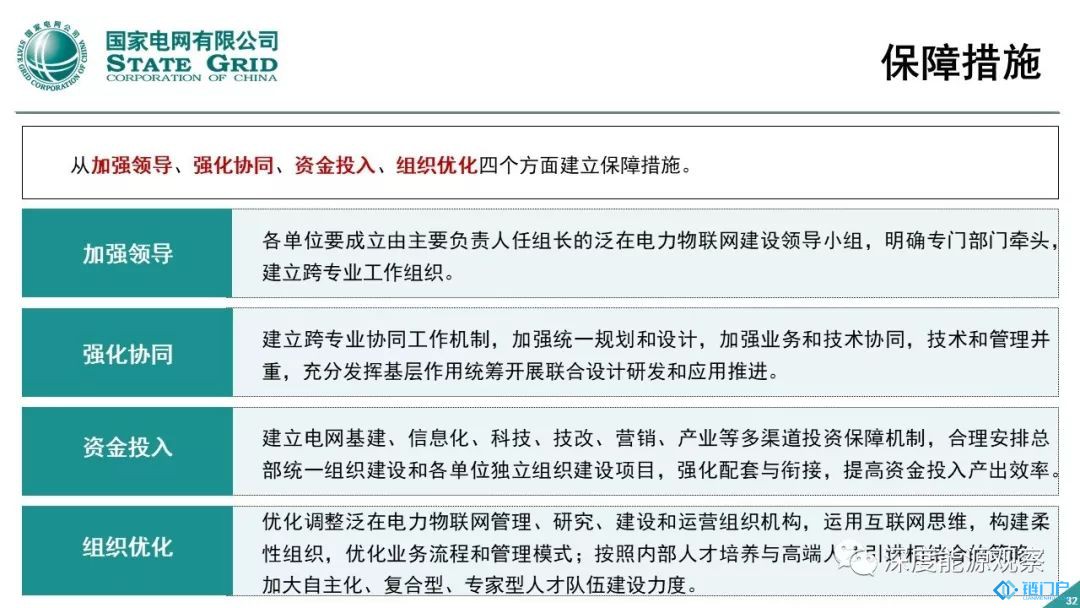 国家电网公司
STATE GRID CORPORATION OF CHINA
国家电网有限公司
STATE GRID
CORPORATION OF CHINA
保障措施
从加强领导、强化协同、资金投入、组织优化四个方面建立保障措施。
加强领导
各单位要成立由主要负责人任组长的泛在电力物联网建设领导小组，明确专门部门牵头，
建立跨专业工作组织。
强化协同
建立跨专业协同工作机制，加强统一规划和设计，加强业务和技术协同，技术和管理并
重，充分发挥基层作用统筹开展联合设计研发和应用推进。
资金投入
建立电网基建、信息化、科技、技改、营销、产业等多渠道投资保障机制，合理安排总
部统一组织建设和各单位独立组织建设项目，强化配套与衔接，提高资金投入产出效率。
组织优化
优化调整泛在电力物联网管理、研究、建设和运营组织机构，运用互联网思维，构建柔
性组织，优化业务流程和管理模式；按照内部人才培养与高端人才引进相结合的策略，
加大自主化、复合型、专家型人才队伍建设力度。
深度能源观察
链门户
32